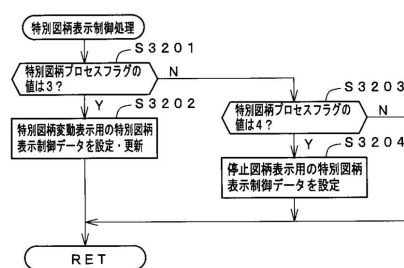 特別図柄表示制御処理
S3201
特別図柄プロセスフラグの
値は3?
N
Y
S3202
特別図柄変動表示用の特別図柄
表示制御データを設定・更新
S3203
特別図柄プロセスフラグの
値は4?
N
Y
S3204
停止図柄表示用の特別図柄
表示制御データを設定
RET